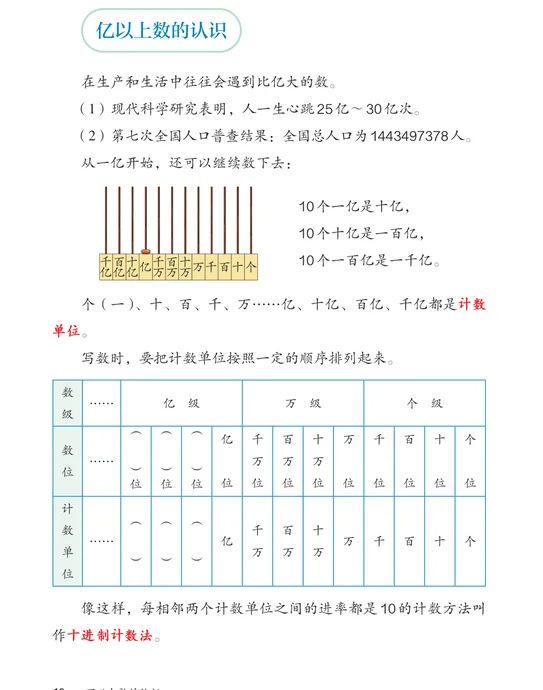 亿以上数的认识
在生产和生活中往往会遇到比亿大的数。
(1)现代科学研究表明,人一生心跳25亿~30亿次。
(2)第七次全国人口普查结果:全国总人口为1443497378人。
从一亿开始,还可以继续数下去:
10个一亿是十亿,
10个十亿是一百亿,
10个一百亿是一千亿。
千亿 百亿 十亿 亿 千万 百万 十万 万 千 百 十 个
个(一)、十、百、千、万……亿、十亿、百亿、千亿都是计数
单位。
写数时,要把计数单位按照一定的顺序排列起来。
数级 …… 亿级 万级 个级
数位 …… ( )位 ( )位 ( )位 亿位 千万位 百万位 十万位 万位 千位 百位 十位 个位
计数单位 …… ( ) ( ) ( ) 亿 千万 百万 十万 万 千 百 十 个
像这样,每相邻两个计数单位之间的进率都是10的计数方法叫
作十进制计数法。